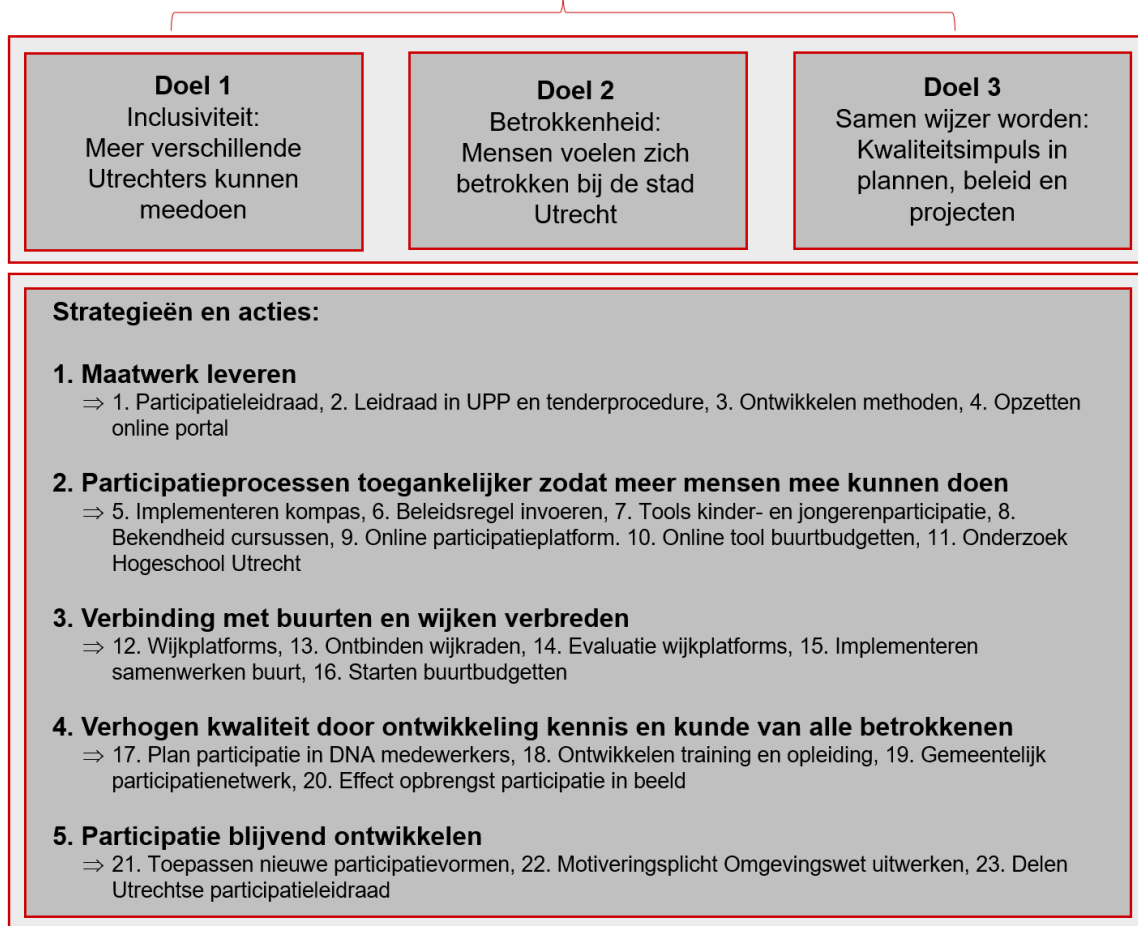 Doel 1
Inclusiviteit:
Meer verschillende
Utrechters kunnen
meedoen
Doel 2
Betrokkenheid:
Mensen voelen zich
betrokken bij de stad
Utrecht
Doel 3
Samen wijzer worden:
Kwaliteitsimpuls in
plannen, beleid en
projecten
Strategieën en acties:
1. Maatwerk leveren
⇒ 1. Participatieleidraad, 2. Leidraad in UPP en tenderprocedure, 3. Ontwikkelen methoden, 4. Opzetten
online portal
2. Participatieprocessen toegankelijker zodat meer mensen mee kunnen doen
⇒ 5. Implementeren kompas, 6. Beleidsregel invoeren, 7. Tools kinder- en jongerenparticipatie, 8.
Bekendheid cursussen, 9. Online participatieplatform. 10. Online tool buurtbudgetten, 11. Onderzoek
Hogeschool Utrecht
3. Verbinding met buurten en wijken verbreden
⇒ 12. Wijkplatforms, 13. Ontbinden wijkraden, 14. Evaluatie wijkplatforms, 15. Implementeren
samenwerken buurt, 16. Starten buurtbudgetten
4. Verhogen kwaliteit door ontwikkeling kennis en kunde van alle betrokkenen
⇒ 17. Plan participatie in DNA medewerkers, 18. Ontwikkelen training en opleiding, 19. Gemeentelijk
participatienetwerk, 20. Effect opbrengst participatie in beeld
5. Participatie blijvend ontwikkelen
⇒ 21. Toepassen nieuwe participatievormen, 22. Motiveringsplicht Omgevingswet uitwerken, 23. Delen
Utrechtse participatieleidraad